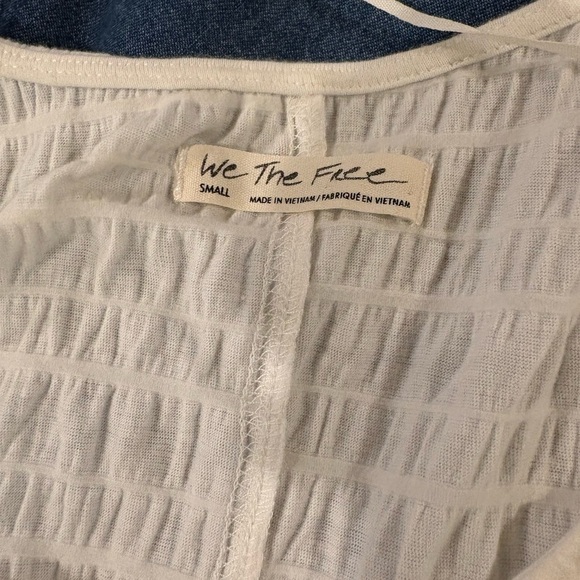 We The Free
SMALL
MADE IN VIETNAM / FABRIQUÉ EN VIETNAM